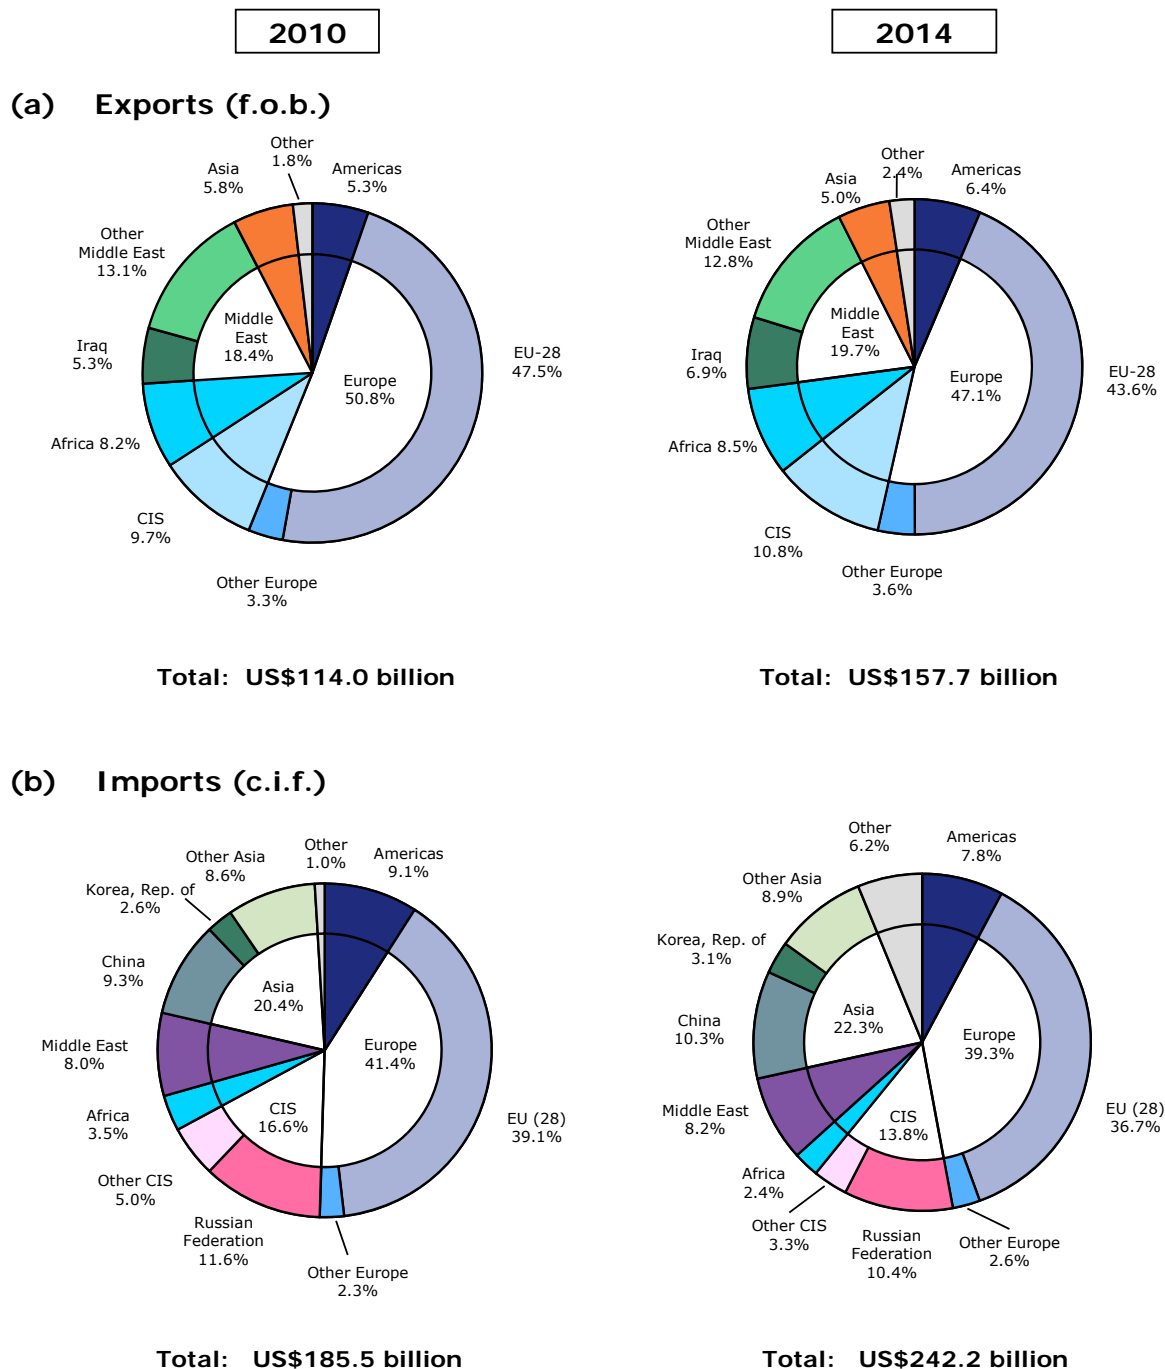 2010
2014
(a) Exports (f.o.b.)
Other
1.8%
Americas
5.3%
Asia
5.8%
Other
Middle East
13.1%
Middle
East
18.4%
Iraq
5.3%
Europe
50.8%
EU-28
47.5%
Africa 8.2%
CIS
9.7%
Other Europe
3.3%
Total: US$114.0 billion
Other
2.4%
Americas
6.4%
Asia
5.0%
Other
Middle East
12.8%
Middle
East
19.7%
Iraq
6.9%
Europe
47.1%
EU-28
43.6%
Africa 8.5%
CIS
10.8%
Other Europe
3.6%
Total: US$157.7 billion
(b) Imports (c.i.f.)
Other
1.0%
Americas
9.1%
Other Asia
8.6%
Korea, Rep. of
2.6%
China
9.3%
Asia
20.4%
Middle East
8.0%
Europe
41.4%
Africa
3.5%
CIS
16.6%
EU (28)
39.1%
Other CIS
5.0%
Russian
Federation
11.6%
Other Europe
2.3%
Total: US$185.5 billion
Other
6.2%
Americas
7.8%
Other Asia
8.9%
Korea, Rep. of
3.1%
China
10.3%
Asia
22.3%
Europe
39.3%
Middle East
8.2%
CIS
13.8%
EU (28)
36.7%
Africa
2.4%
Other CIS
3.3%
Russian
Federation
10.4%
Other Europe
2.6%
Total: US$242.2 billion